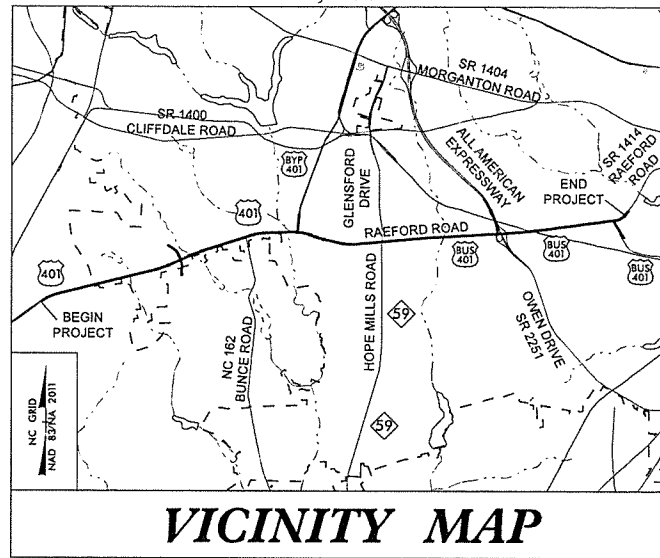 SR 1404
MORGANTON ROAD
SR 1400
CLIFFDALE ROAD
SR 1414
RAEFORD
ROAD
BYP
401
GLENSFORD
DRIVE
ALL AMERICAN
EXPRESSWAY
END
PROJECT
401
RAEFORD ROAD
BUS
401
BUS
401
BUS
401
401
BEGIN
PROJECT
NC 162
BUNCE ROAD
HOPE MILLS ROAD
59
OWEN DRIVE
SR 2251
59
NC GRID
NAD 83/NA 2011
VICINITY MAP